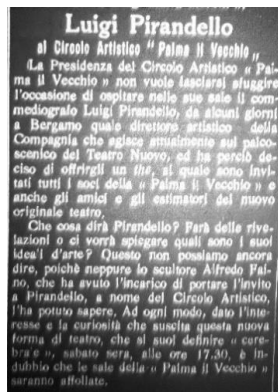 Luigi Pirandello
al Circolo Artistico " Palma il Vecchio "
(La Presidenza del Circolo Artistico « Pal-
ma il Vecchio » non vuole lasciarsi sfuggire
l'occasione di ospitare nelle sue sale il com-
mediografo Luigi Pirandello, da alcuni giorni
a Bergamo quale direttore artistico della
Compagnia che agisce attualmente sul palco-
scenico del Teatro Nuovo, ed ha perciò de-
ciso di offrirgli un the, al quale sono invi-
tati tutti i soci della « Palma il Vecchio » e
anche gli amici e gli estimatori del nuovo
originale teatro.
Che cosa dirà Pirandello? Farà delle rive-
lazioni o ci vorrà spiegare quali sono i suoi
idea'i d'arte? Questo non possiamo ancora
dire, poichè neppure lo scultore Alfredo Fai-
no, che ha avuto l'incarico di portare l'invito
a Pirandello, a nome del Circolo Artistico,
l'ha potuto sapere. Ad ogni modo, dato l'inte-
resse e la curiosità che suscita questa nuova
forma di teatro, che si suol definire « cere-
bra'e », sabato sera, alle ore 17.30, è in-
dubbio che le sale della « Palma il Vecchio »
saranno affollate.